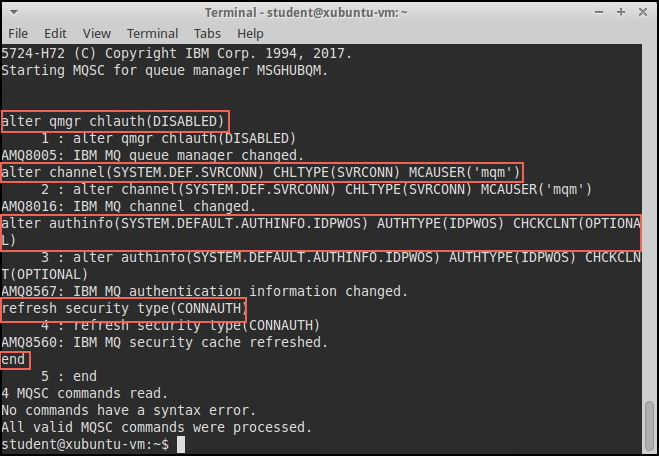 Terminal - student@xubuntu-vm: ~
File Edit View Terminal Tabs Help
5724-H72 (C) Copyright IBM Corp. 1994, 2017.
Starting MQSC for queue manager MSGHUBQM.
alter qmgr chlauth(DISABLED)
1 : alter qmgr chlauth(DISABLED)
AMQ8005: IBM MQ queue manager changed.
alter channel(SYSTEM.DEF.SVRCONN) CHLTYPE(SVRCONN) MCAUSER('mqm')
2 : alter channel(SYSTEM.DEF.SVRCONN) CHLTYPE(SVRCONN) MCAUSER('mqm')
AMQ8016: IBM MQ channel changed.
alter authinfo(SYSTEM.DEFAULT.AUTHINFO.IDPWOS) AUTHTYPE(IDPWOS) CHCKCLNT(OPTIONA
L)
3 : alter authinfo(SYSTEM.DEFAULT.AUTHINFO.IDPWOS) AUTHTYPE(IDPWOS) CHCKCLN
T(OPTIONAL)
AMQ8567: IBM MQ authentication information changed.
refresh security type(CONNAUTH)
4 : refresh security type(CONNAUTH)
AMQ8560: IBM MQ security cache refreshed.
end
5 : end
4 MQSC commands read.
No commands have a syntax error.
All valid MQSC commands were processed.
student@xubuntu-vm:~$